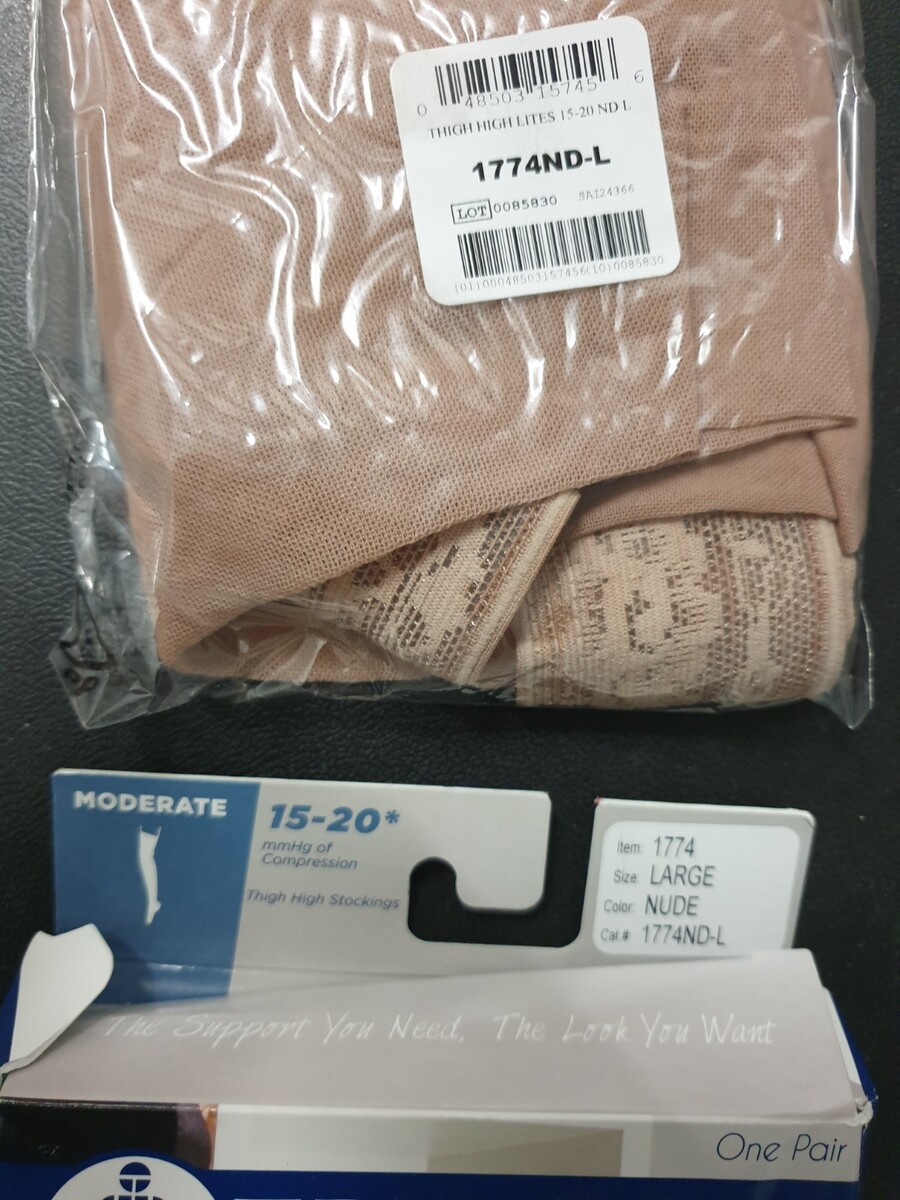 0 48503 15745 6
THIGH HIGH LITES 15-20 ND L
1774ND-L
LOT 0085830 SAI24366
(01)00048503157456(10)0085830
MODERATE
15-20*
mmHg of
Compression
Thigh High Stockings
Item: 1774
Size: LARGE
Color: NUDE
Cat.#: 1774ND-L
The Support You Need, The Look You Want
One Pair